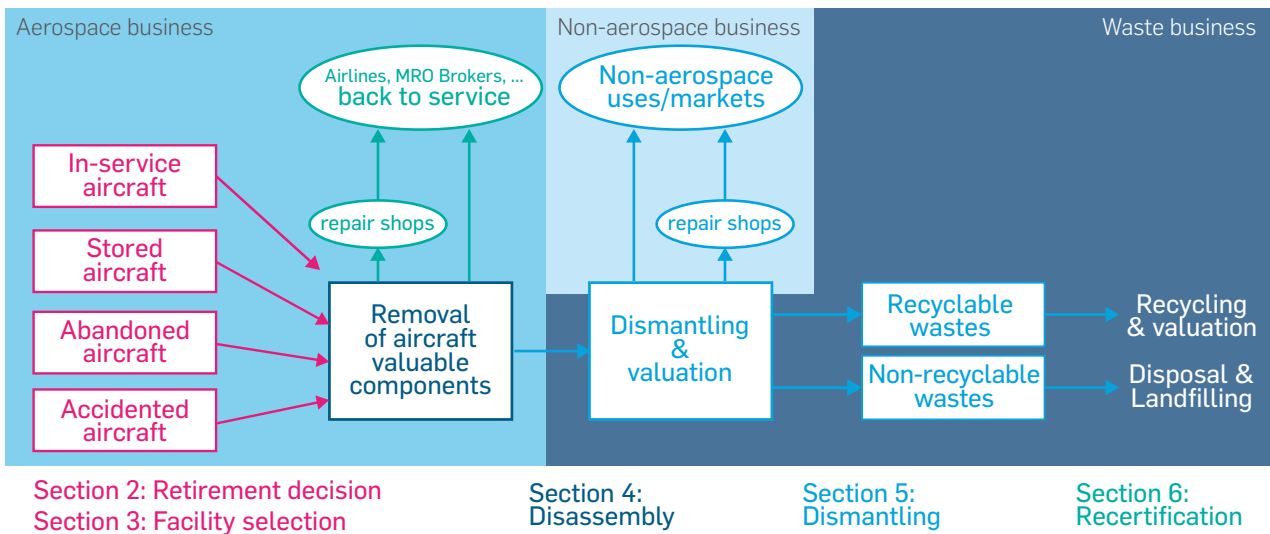 Aerospace business
Non-aerospace business
Waste business
Airlines, MRO Brokers, ...
back to service
Non-aerospace
uses/markets
In-service
aircraft
repair shops
repair shops
Stored
aircraft
Abandoned
aircraft
Accidented
aircraft
Removal
of aircraft
valuable
components
Dismantling
&
valuation
Recyclable
wastes
Recycling
& valuation
Non-recyclable
wastes
Disposal &
Landfilling
Section 2: Retirement decision
Section 3: Facility selection
Section 4:
Disassembly
Section 5:
Dismantling
Section 6:
Recertification